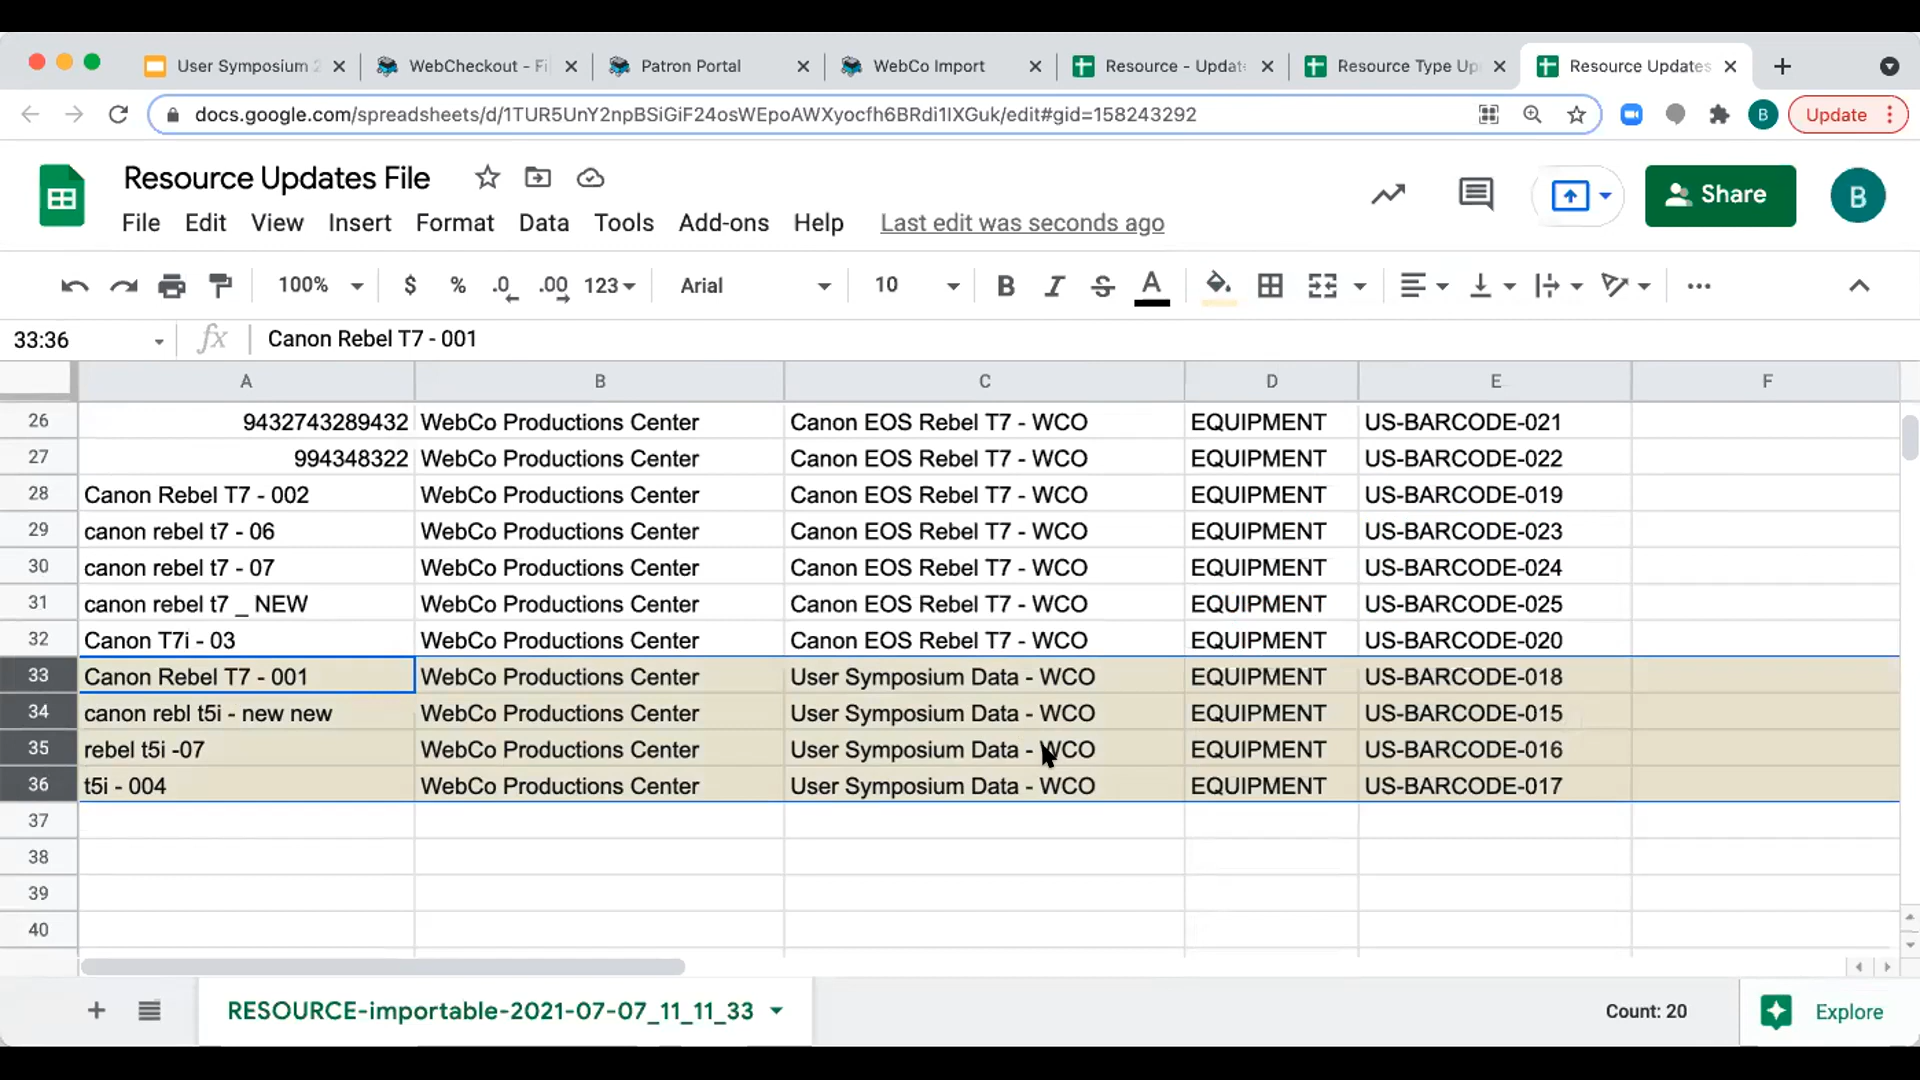 User Symposium 2
WebCheckout - Fi
Patron Portal
WebCo Import
Resource - Updat
Resource Type Up
Resource Updates
docs.google.com/spreadsheets/d/1TUR5UnY2npBSiGiF24osWEpoAWXyocfh6BRdi1lXGuk/edit#gid=158243292
B
Update
Resource Updates File
Share
B
File Edit View Insert Format Data Tools Add-ons Help Last edit was seconds ago
100% $ % .0 .00 123 Arial 10 B I S A
33:36 fx Canon Rebel T7 - 001
A B C D E F
26 9432743289432 WebCo Productions Center Canon EOS Rebel T7 - WCO EQUIPMENT US-BARCODE-021
27 994348322 WebCo Productions Center Canon EOS Rebel T7 - WCO EQUIPMENT US-BARCODE-022
28 Canon Rebel T7 - 002 WebCo Productions Center Canon EOS Rebel T7 - WCO EQUIPMENT US-BARCODE-019
29 canon rebel t7 - 06 WebCo Productions Center Canon EOS Rebel T7 - WCO EQUIPMENT US-BARCODE-023
30 canon rebel t7 - 07 WebCo Productions Center Canon EOS Rebel T7 - WCO EQUIPMENT US-BARCODE-024
31 canon rebel t7 _ NEW WebCo Productions Center Canon EOS Rebel T7 - WCO EQUIPMENT US-BARCODE-025
32 Canon T7i - 03 WebCo Productions Center Canon EOS Rebel T7 - WCO EQUIPMENT US-BARCODE-020
33 Canon Rebel T7 - 001 WebCo Productions Center User Symposium Data - WCO EQUIPMENT US-BARCODE-018
34 canon rebl t5i - new new WebCo Productions Center User Symposium Data - WCO EQUIPMENT US-BARCODE-015
35 rebel t5i -07 WebCo Productions Center User Symposium Data - WCO EQUIPMENT US-BARCODE-016
36 t5i - 004 WebCo Productions Center User Symposium Data - WCO EQUIPMENT US-BARCODE-017
37
38
39
40
RESOURCE-importable-2021-07-07_11_11_33
Count: 20
Explore